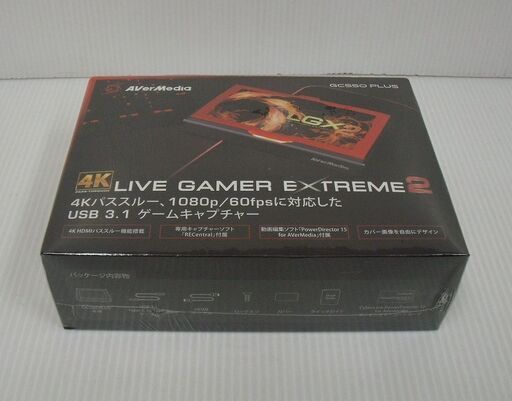 AVerMedia
GC550 PLUS
LGX2
AVerMedia
4K LIVE GAMER EXTREME 2
4Kパススルー、1080p/60fpsに対応した
USB 3.1 ゲームキャプチャー
4K HDMIパススルー機能搭載
専用キャプチャーソフト
「RECentral」付属
動画編集ソフト「PowerDirector 15
for AVerMedia」付属
カバー画像を自由にデザイン
パッケージ内容物